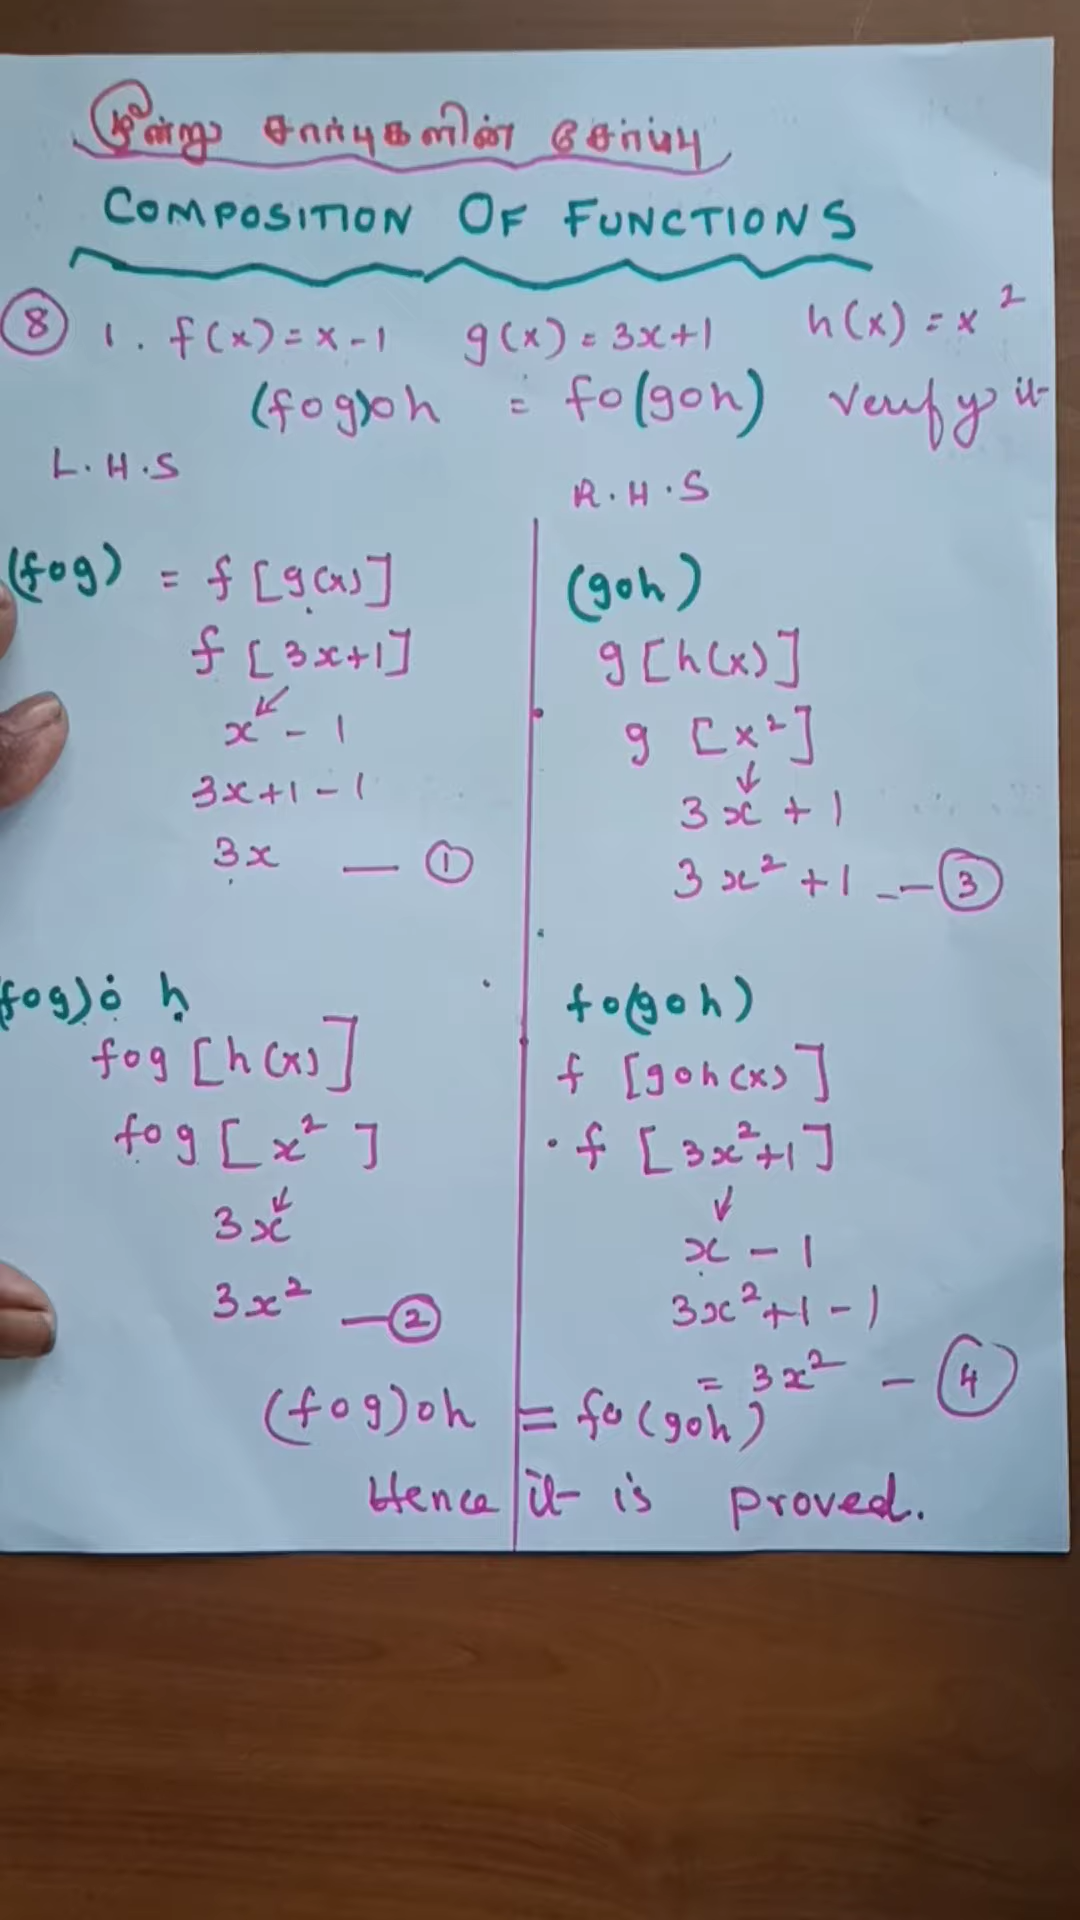 மூன்று சார்புகளின் சேர்ப்பு
COMPOSITION OF FUNCTIONS
8 1. f(x) = x-1 g(x) = 3x+1 h(x) = x²
(fog)oh = fo(goh) verify it
L.H.S
(fog) = f[g(x)]
f[3x+1]
x - 1
3x+1-1
3x — 1
(fog)o h
fog[h(x)]
fog[x²]
3x
3x² — 2
R.H.S
(goh)
g[h(x)]
g[x²]
3x + 1
3x²+1 — 3
fo(goh)
f[goh(x)]
f[3x²+1]
x - 1
3x²+1-1
= 3x² - 4
(fog)oh = fo(goh)
Hence it is proved.